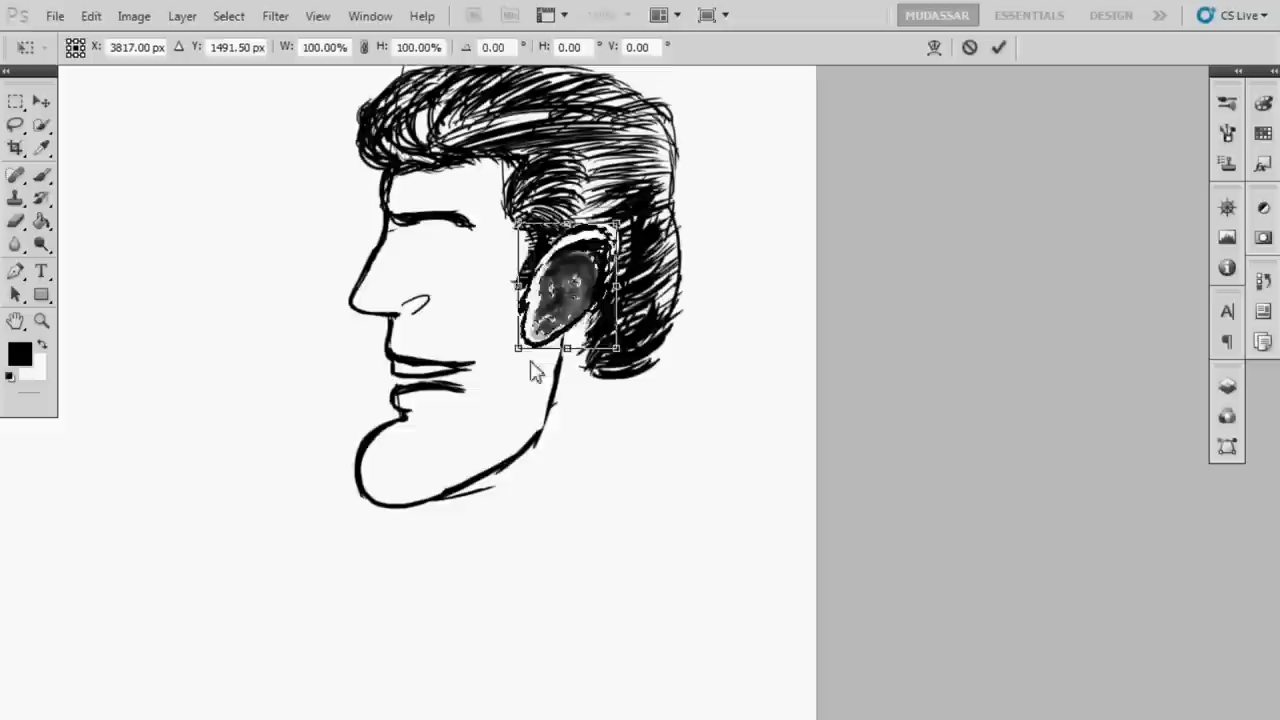 Ps File Edit Image Layer Select Filter View Window Help MUDASSAR ESSENTIALS DESIGN CS Live
X: 3817.00 px Y: 1491.50 px W: 100.00% H: 100.00% 0.00 ° H: 0.00 ° V: 0.00 °